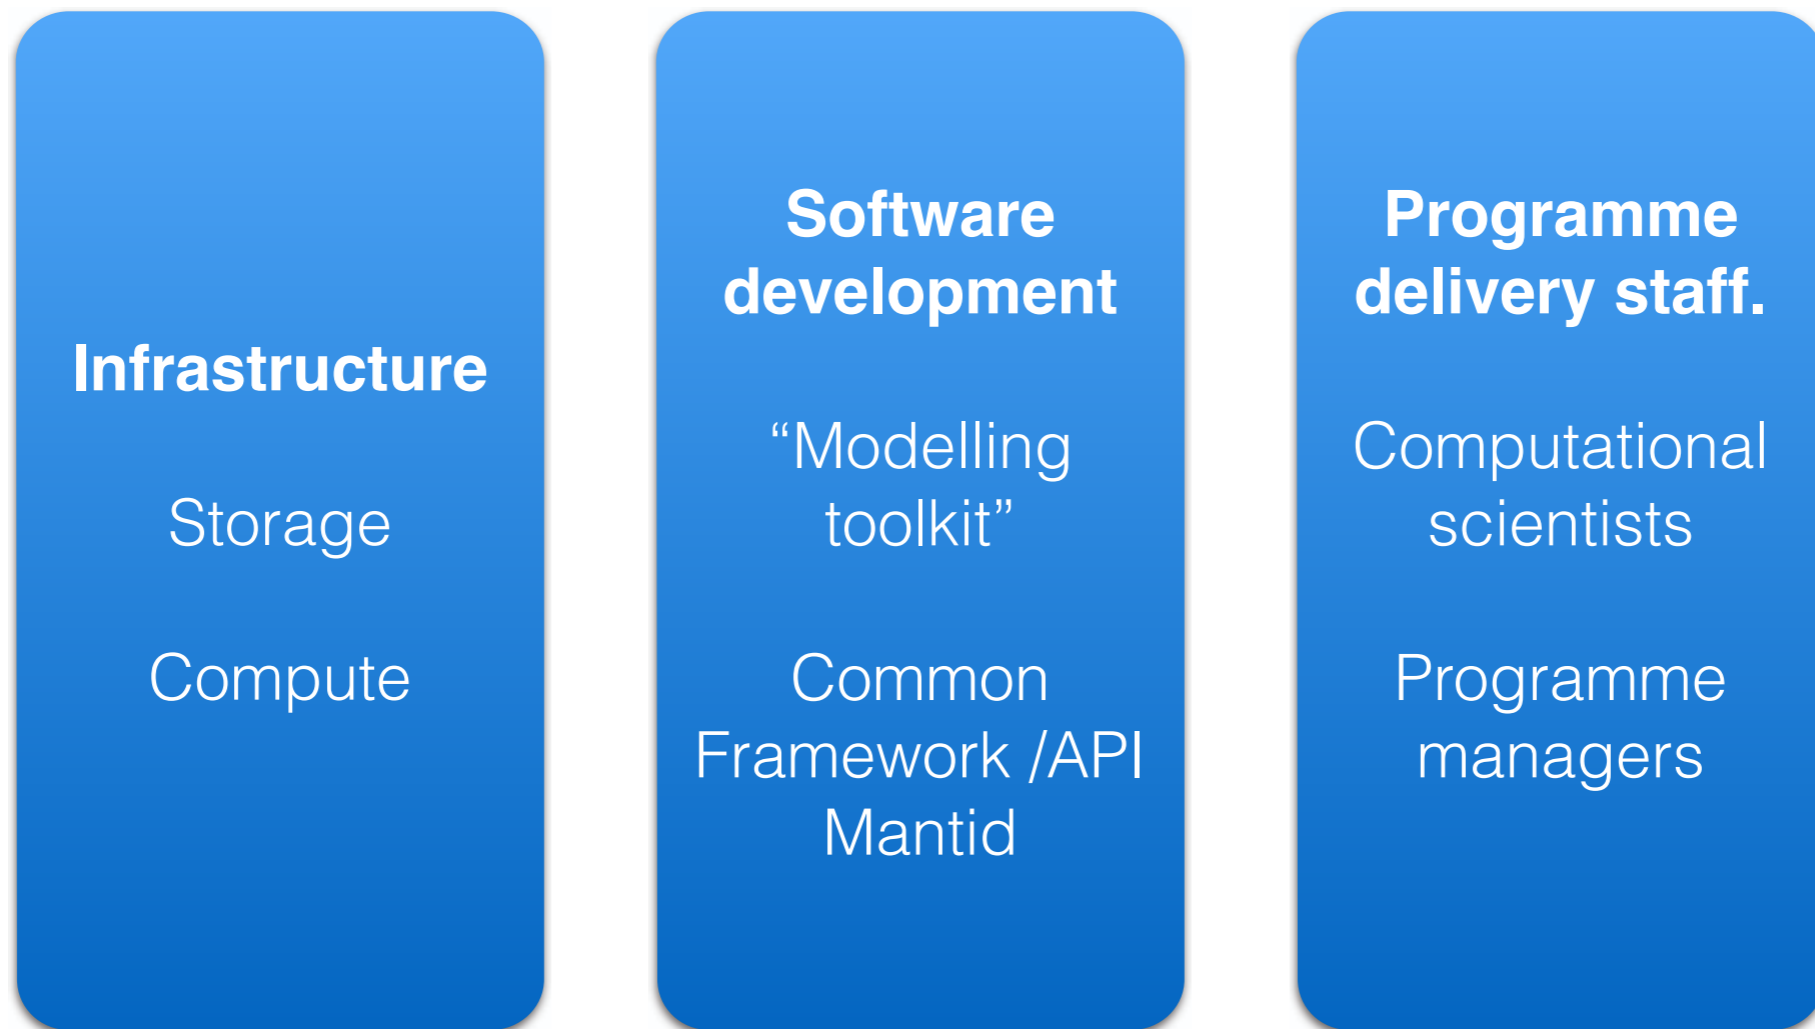 Infrastructure
Storage
Compute
Software
development
“Modelling
toolkit”
Common
Framework /API
Mantid
Programme
delivery staff.
Computational
scientists
Programme
managers